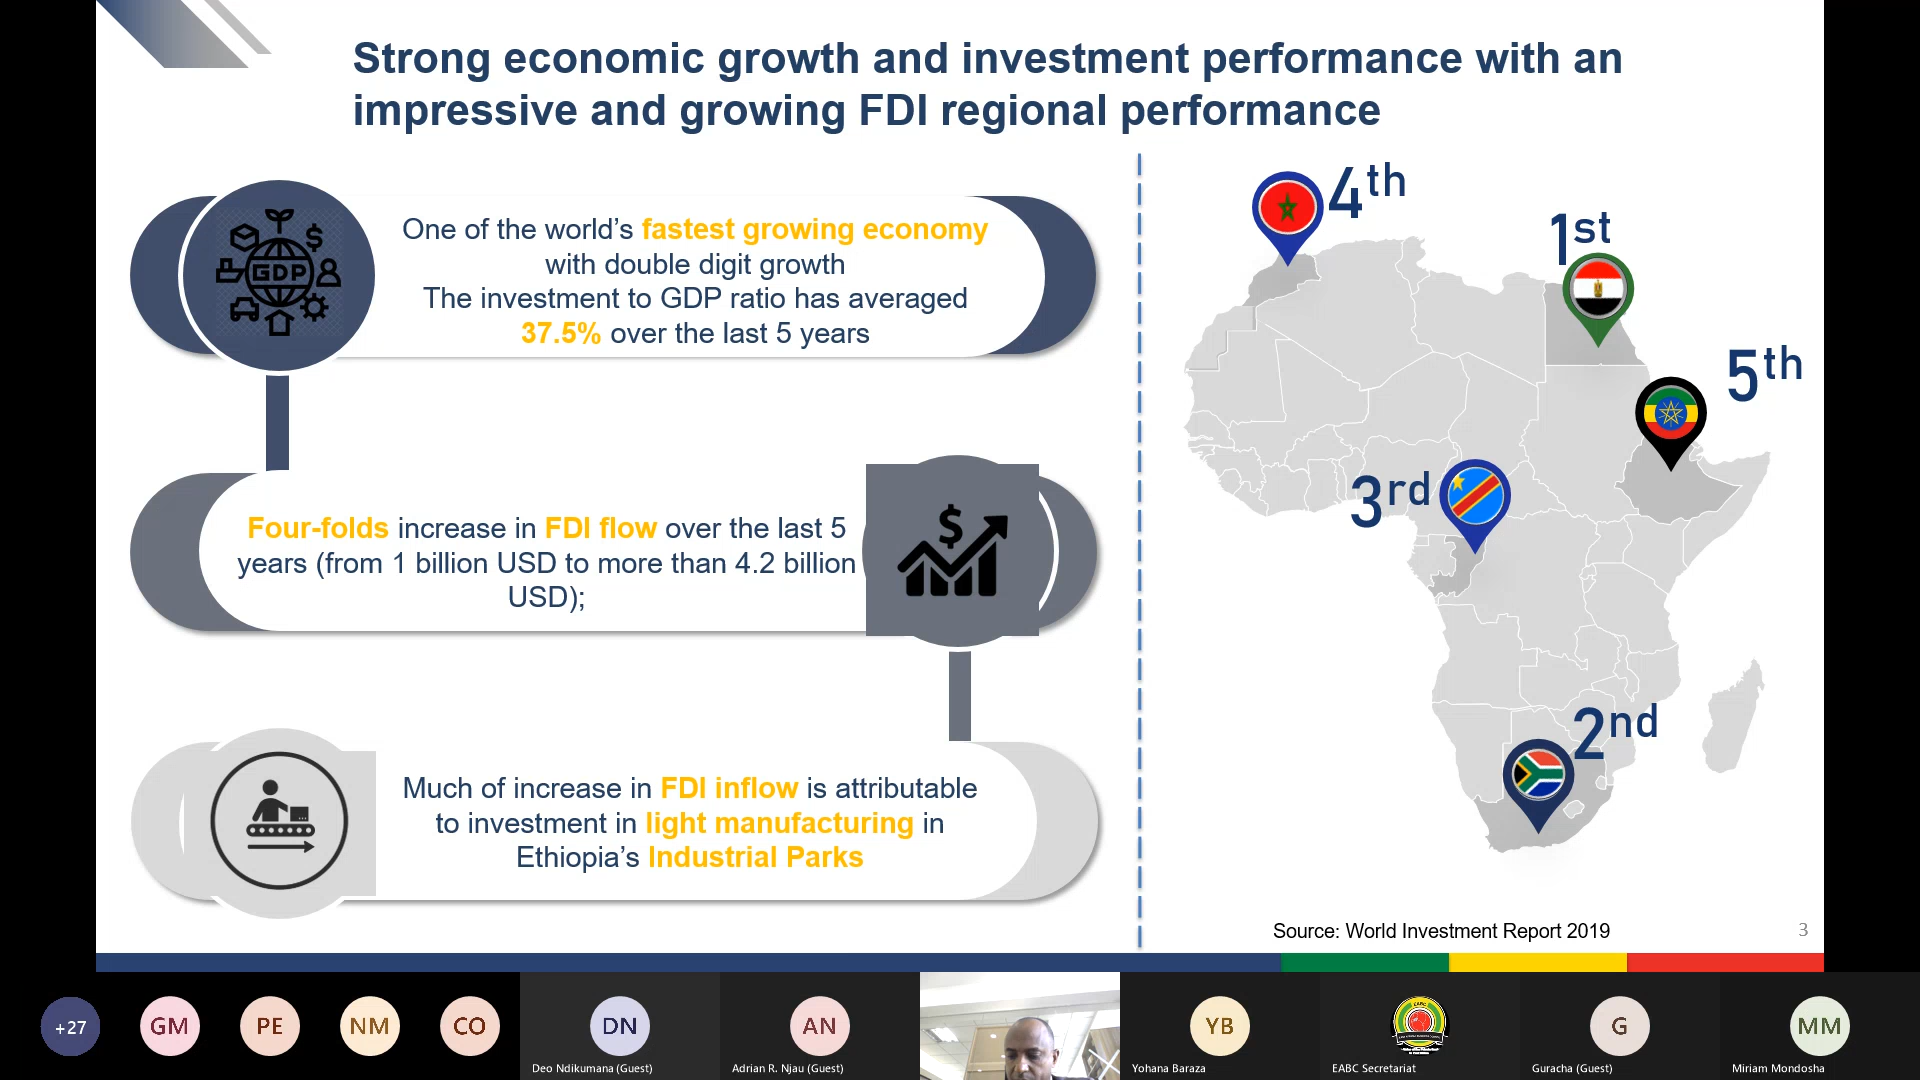 Strong economic growth and investment performance with an
impressive and growing FDI regional performance
GDP
One of the world’s fastest growing economy
with double digit growth
The investment to GDP ratio has averaged
37.5% over the last 5 years
Four-folds increase in FDI flow over the last 5
years (from 1 billion USD to more than 4.2 billion
USD);
Much of increase in FDI inflow is attributable
to investment in light manufacturing in
Ethiopia’s Industrial Parks
4th
1st
5th
3rd
2nd
Source: World Investment Report 2019
3
+27
GM
PE
NM
CO
DN
Deo Ndikumana (Guest)
AN
Adrian R. Njau (Guest)
YB
Yohana Baraza
EABC
EABC Secretariat
G
Guracha (Guest)
MM
Miriam Mondosha